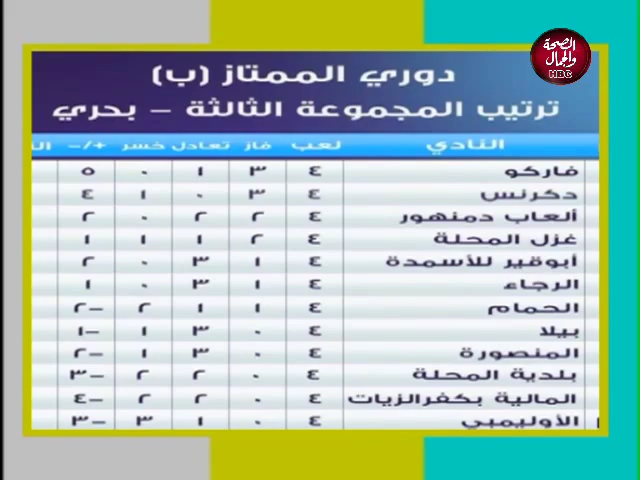 الصحة
والجمال
HBG
دوري الممتاز (ب)
ترتيب المجموعة الثالثة – بحري
النادي لعب فاز تعادل خسر +/-
فاركو ٤ ٣ ١ ٠ ٥
دكرنس ٤ ٣ ٠ ١ ٤
ألعاب دمنهور ٤ ٢ ٢ ٠ ٢
غزل المحلة ٤ ٢ ١ ١ ١
أبوقير للأسمدة ٤ ١ ٣ ٠ ٢
الرجاء ٤ ١ ٣ ٠ ١
الحمام ٤ ١ ١ ٢ ٢-
بيلا ٤ ٠ ٣ ١ ١-
المنصورة ٤ ٠ ٣ ١ ٢-
بلدية المحلة ٤ ٠ ٢ ٢ ٣-
المالية بكفرالزيات ٤ ٠ ٢ ٢ ٤-
الأوليمبي ٤ ٠ ١ ٣ ٣-